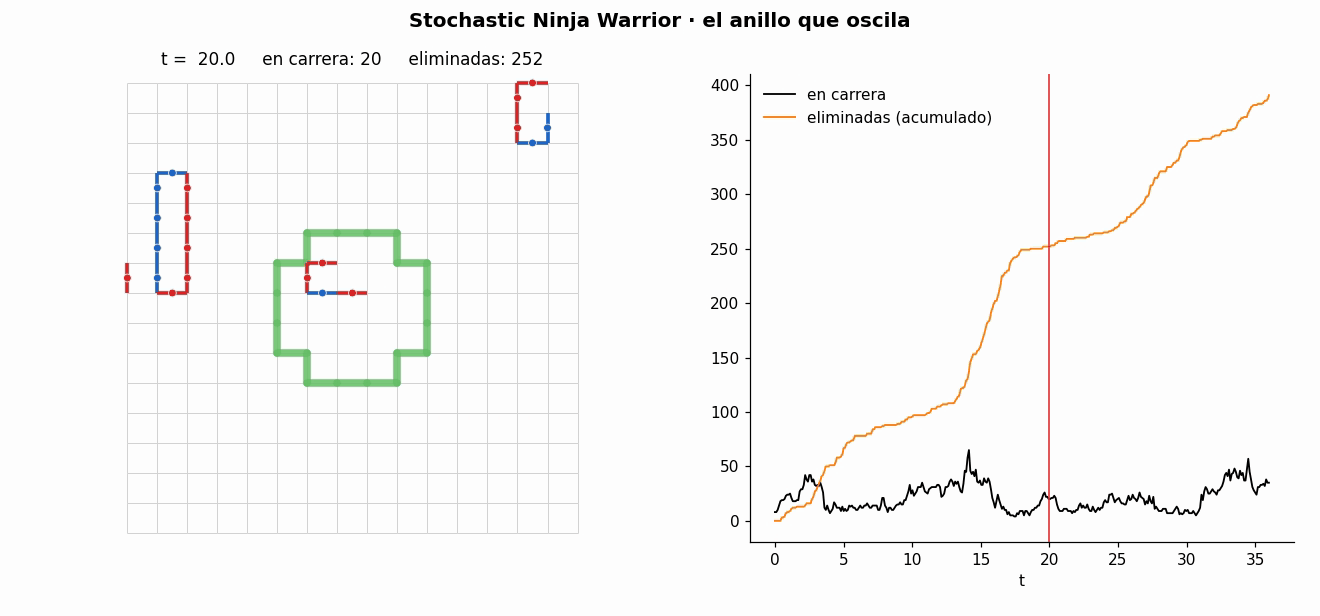 Stochastic Ninja Warrior · el anillo que oscila
t =  20.0     en carrera: 20     eliminadas: 252
en carrera
eliminadas (acumulado)
400
350
300
250
200
150
100
50
0
0 5 10 15 20 25 30 35
t